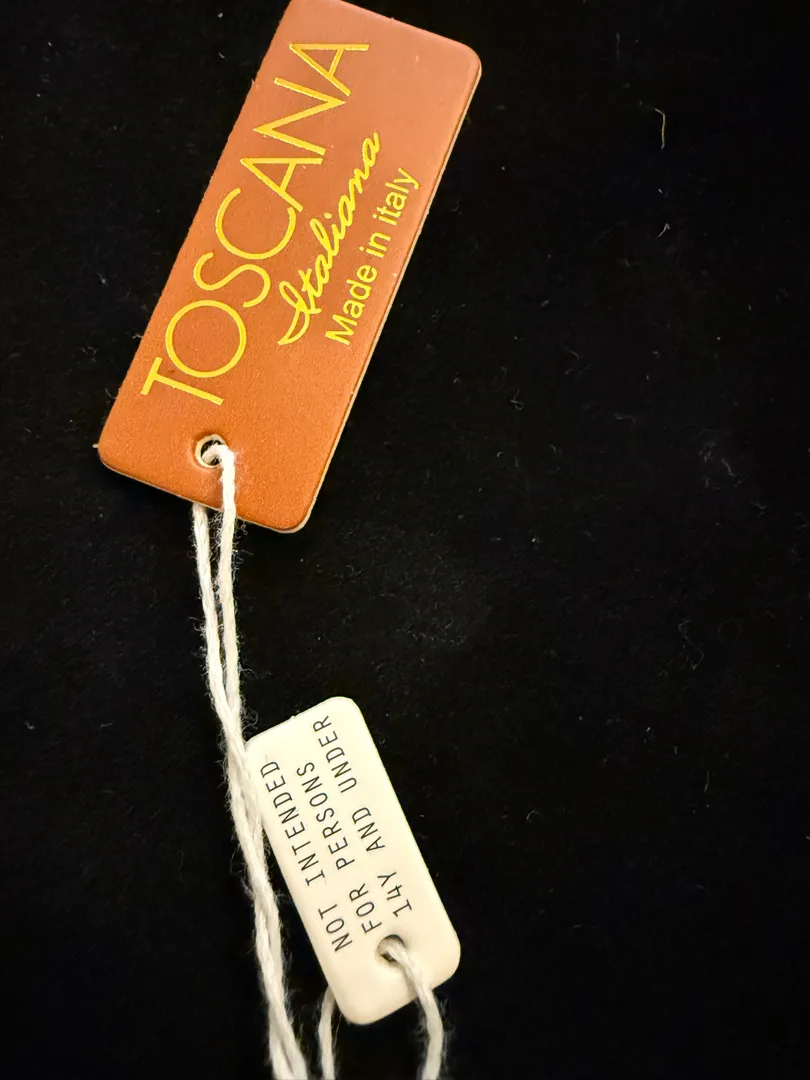 TOSCANA
Italiana
Made in italy
NOT INTENDED
FOR PERSONS
14Y AND UNDER